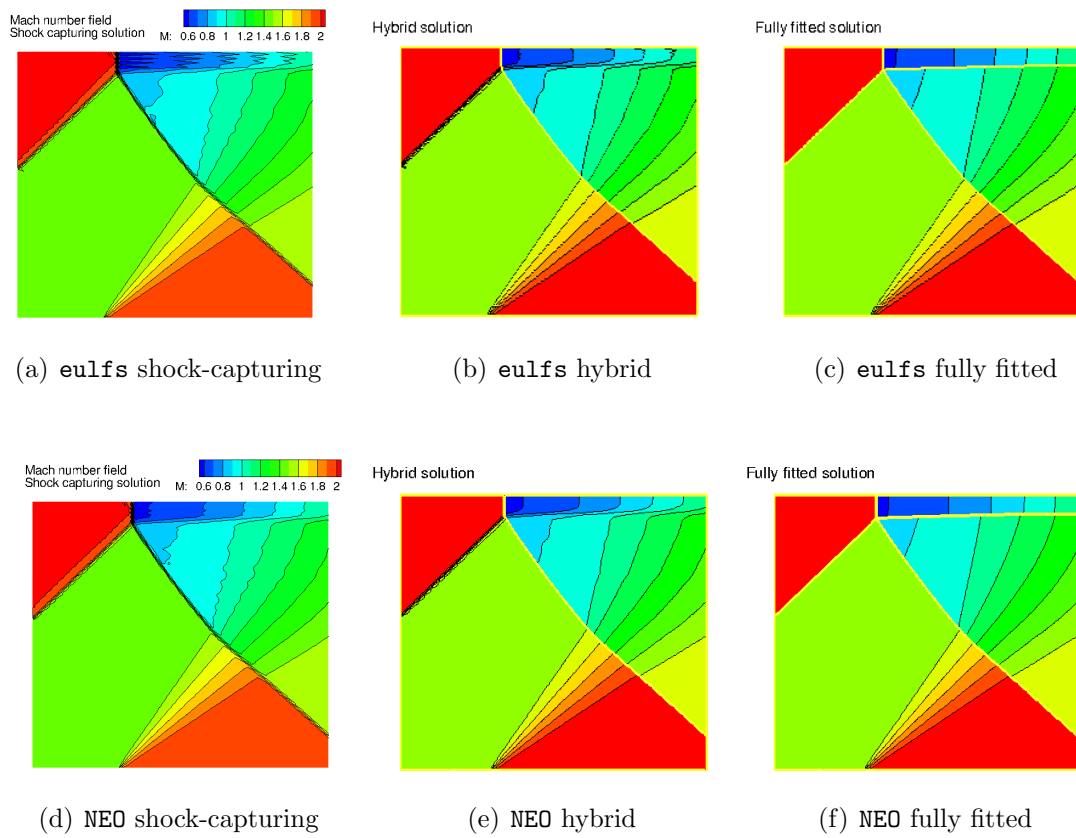 Mach number field
Shock capturing solution
M: 0.6 0.8 1 1.2 1.4 1.6 1.8 2
Hybrid solution
Fully fitted solution
(a) eulfs shock-capturing
(b) eulfs hybrid
(c) eulfs fully fitted
Mach number field
Shock capturing solution
M: 0.6 0.8 1 1.2 1.4 1.6 1.8 2
Hybrid solution
Fully fitted solution
(d) NEO shock-capturing
(e) NEO hybrid
(f) NEO fully fitted